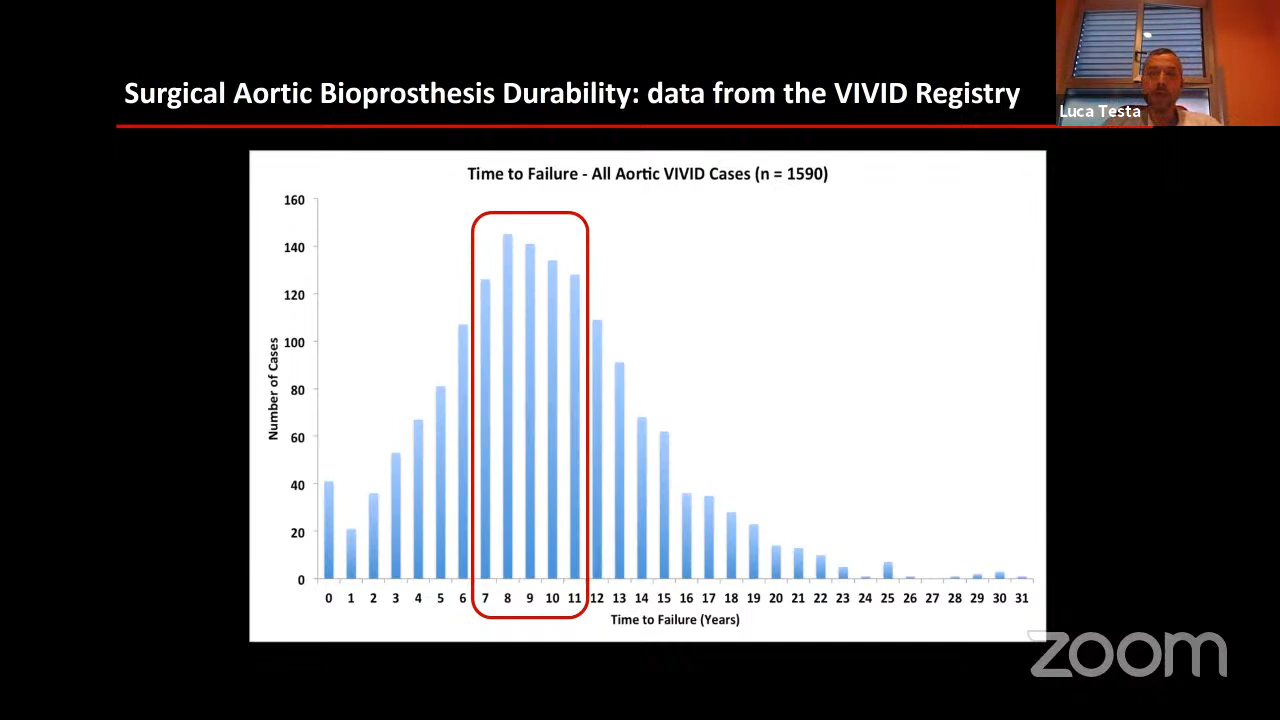 Surgical Aortic Bioprosthesis Durability: data from the VIVID Registry
Luca Testa
Time to Failure - All Aortic VIVID Cases (n = 1590)
160
140
120
100
80
60
40
20
0
Number of Cases
0 1 2 3 4 5 6 7 8 9 10 11 12 13 14 15 16 17 18 19 20 21 22 23 24 25 26 27 28 29 30 31
Time to Failure (Years)
zoom